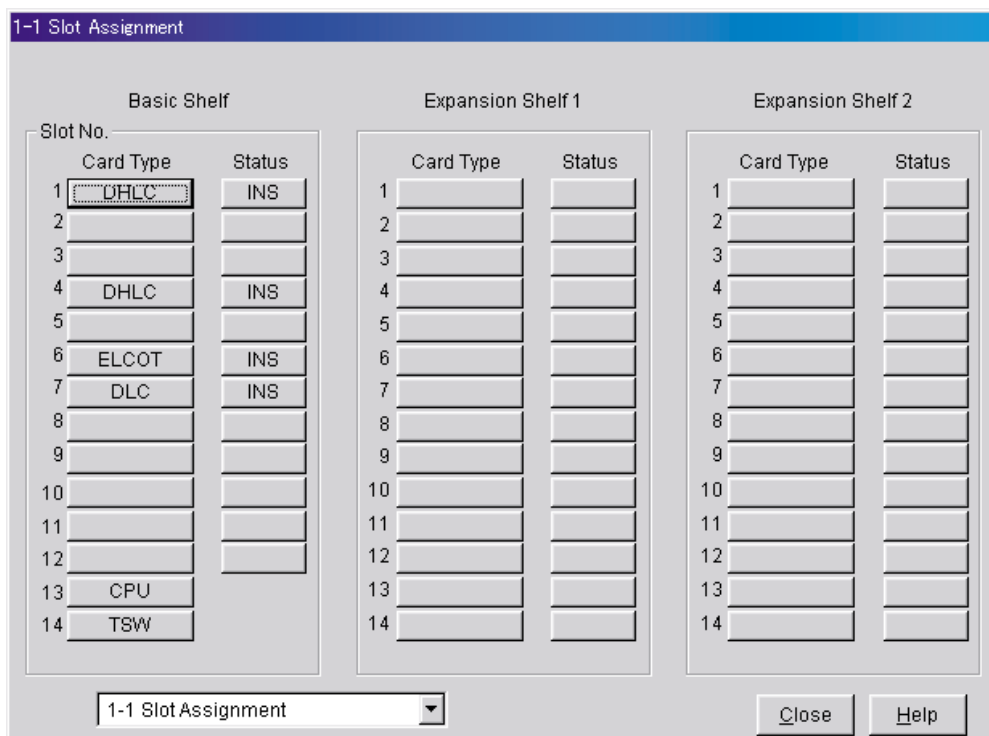 1-1 Slot Assignment
Basic Shelf Expansion Shelf 1 Expansion Shelf 2
Slot No.
Card Type Status Card Type Status Card Type Status
1 DHLC INS 1 1
2 2 2
3 3 3
4 DHLC INS 4 4
5 5 5
6 ELCOT INS 6 6
7 DLC INS 7 7
8 8 8
9 9 9
10 10 10
11 11 11
12 12 12
13 CPU 13 13
14 TSW 14 14
1-1 Slot Assignment Close Help